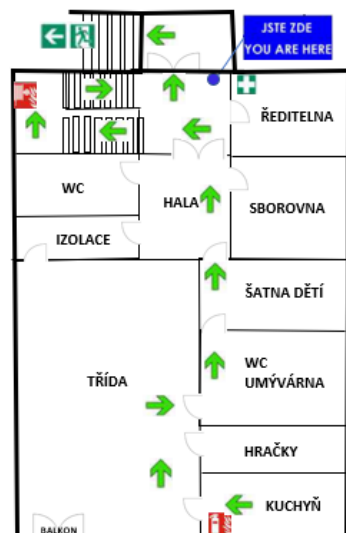 JSTE ZDE
YOU ARE HERE
ŘEDITELNA
WC
HALA
SBOROVNA
IZOLACE
ŠATNA DĚTÍ
TŘÍDA
WC
UMÝVÁRNA
HRAČKY
KUCHYŇ
BALKON